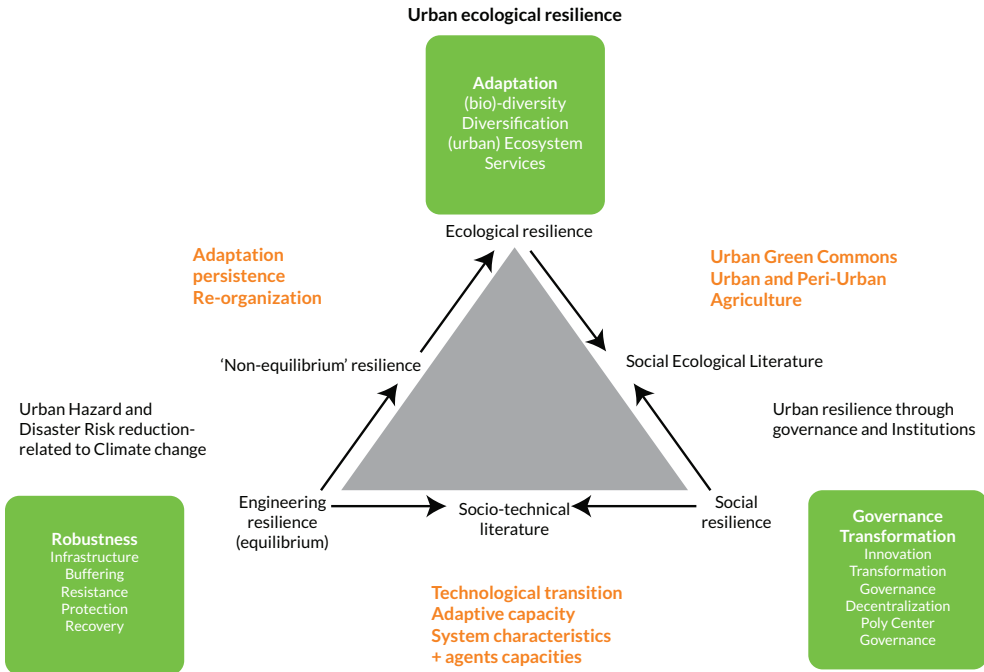 Urban ecological resilience
Adaptation
(bio)-diversity
Diversification
(urban) Ecosystem
Services
Ecological resilience
Adaptation
persistence
Re-organization
Urban Green Commons
Urban and Peri-Urban
Agriculture
‘Non-equilibrium’ resilience
Social Ecological Literature
Urban Hazard and
Disaster Risk reduction-
related to Climate change
Urban resilience through
governance and Institutions
Engineering
resilience
(equilibrium)
Socio-technical
literature
Social
resilience
Robustness
Infrastructure
Buffering
Resistance
Protection
Recovery
Governance
Transformation
Innovation
Transformation
Governance
Decentralization
Poly Center
Governance
Technological transition
Adaptive capacity
System characteristics
+ agents capacities